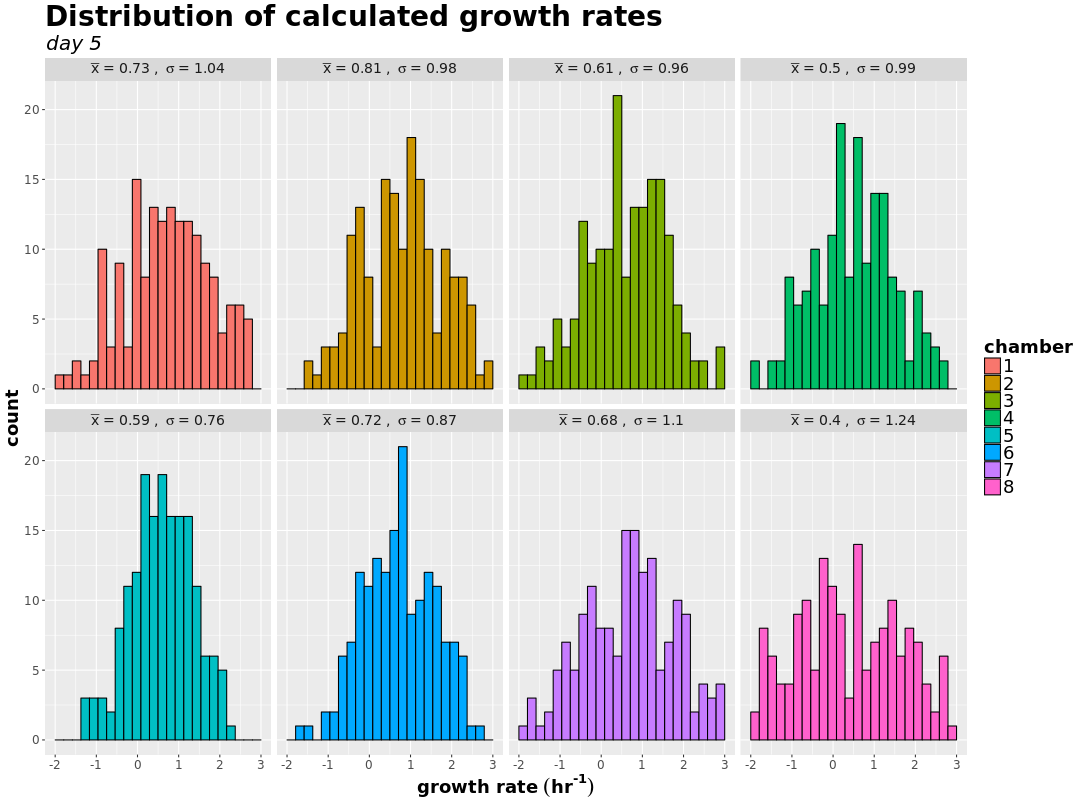 Distribution of calculated growth rates
day 5
x̅ = 0.73 , σ = 1.04
x̅ = 0.81 , σ = 0.98
x̅ = 0.61 , σ = 0.96
x̅ = 0.5 , σ = 0.99
20
15
10
5
0
count
x̅ = 0.59 , σ = 0.76
x̅ = 0.72 , σ = 0.87
x̅ = 0.68 , σ = 1.1
x̅ = 0.4 , σ = 1.24
20
15
10
5
0
-2 -1 0 1 2 3
-2 -1 0 1 2 3
-2 -1 0 1 2 3
-2 -1 0 1 2 3
growth rate (hr⁻¹)
chamber
1
2
3
4
5
6
7
8